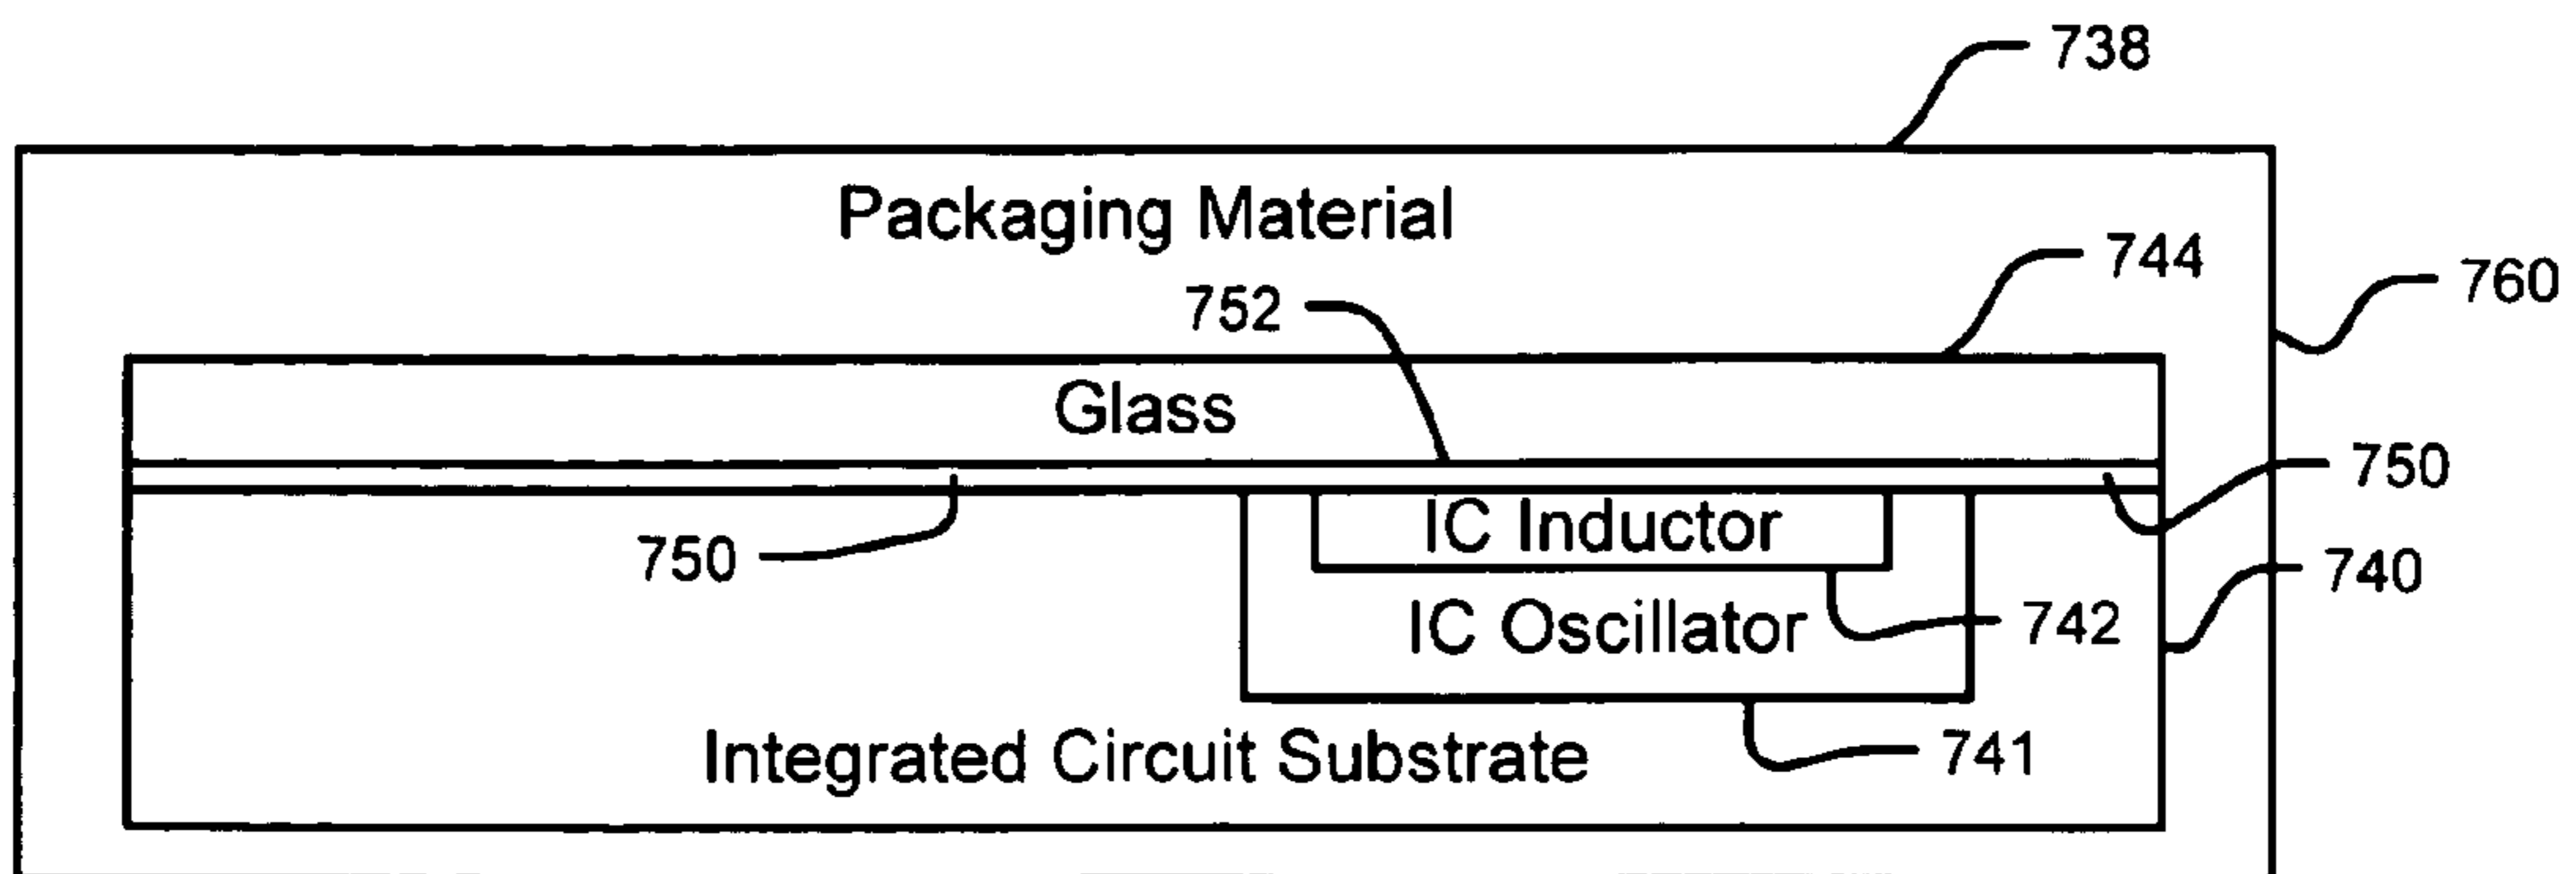 738
Packaging Material
744
752
760
Glass
750
IC Inductor
750
740
IC Oscillator
742
Integrated Circuit Substrate
741